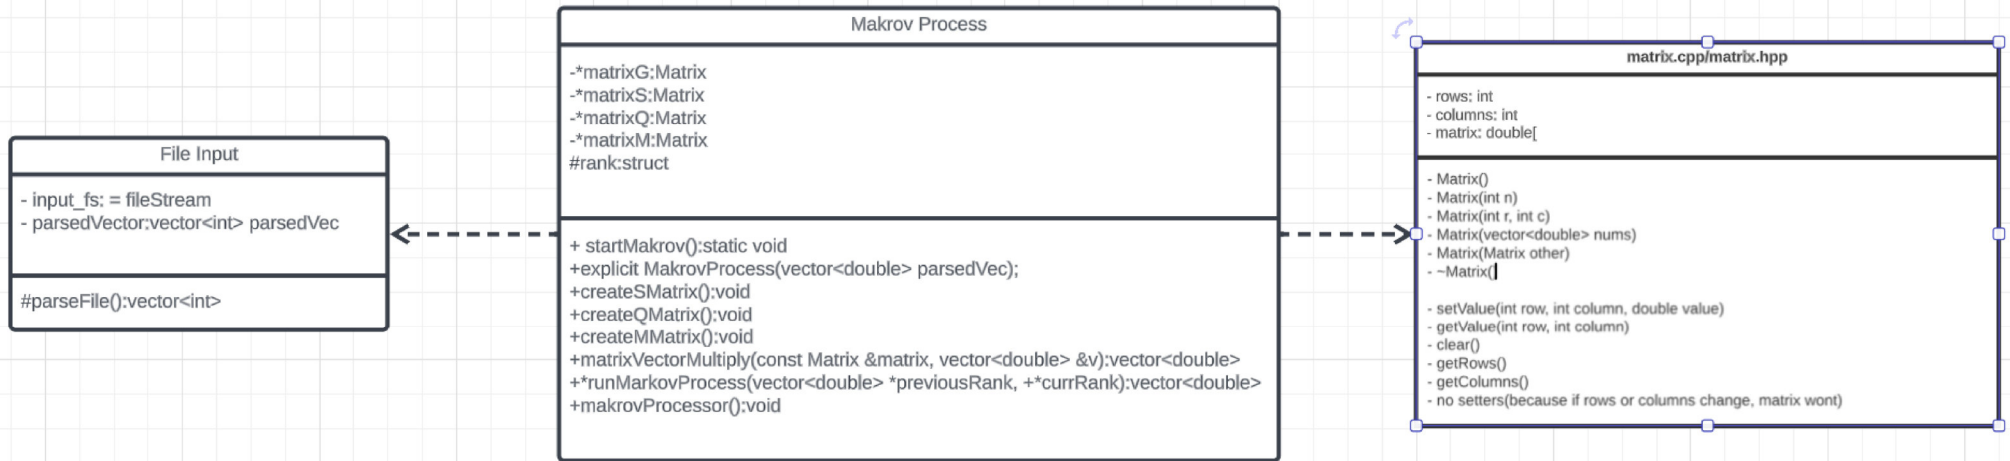 File Input
- input_fs: = fileStream
- parsedVector:vector<int> parsedVec
#parseFile():vector<int>
Makrov Process
-*matrixG:Matrix
-*matrixS:Matrix
-*matrixQ:Matrix
-*matrixM:Matrix
#rank:struct
+ startMakrov():static void
+explicit MakrovProcess(vector<double> parsedVec);
+createSMatrix():void
+createQMatrix():void
+createMMatrix():void
+matrixVectorMultiply(const Matrix &matrix, vector<double> &v):vector<double>
+*runMarkovProcess(vector<double> *previousRank, +*currRank):vector<double>
+makrovProcessor():void
matrix.cpp/matrix.hpp
- rows: int
- columns: int
- matrix: double[
- Matrix()
- Matrix(int n)
- Matrix(int r, int c)
- Matrix(vector<double> nums)
- Matrix(Matrix other)
- ~Matrix(
- setValue(int row, int column, double value)
- getValue(int row, int column)
- clear()
- getRows()
- getColumns()
- no setters(because if rows or columns change, matrix wont)